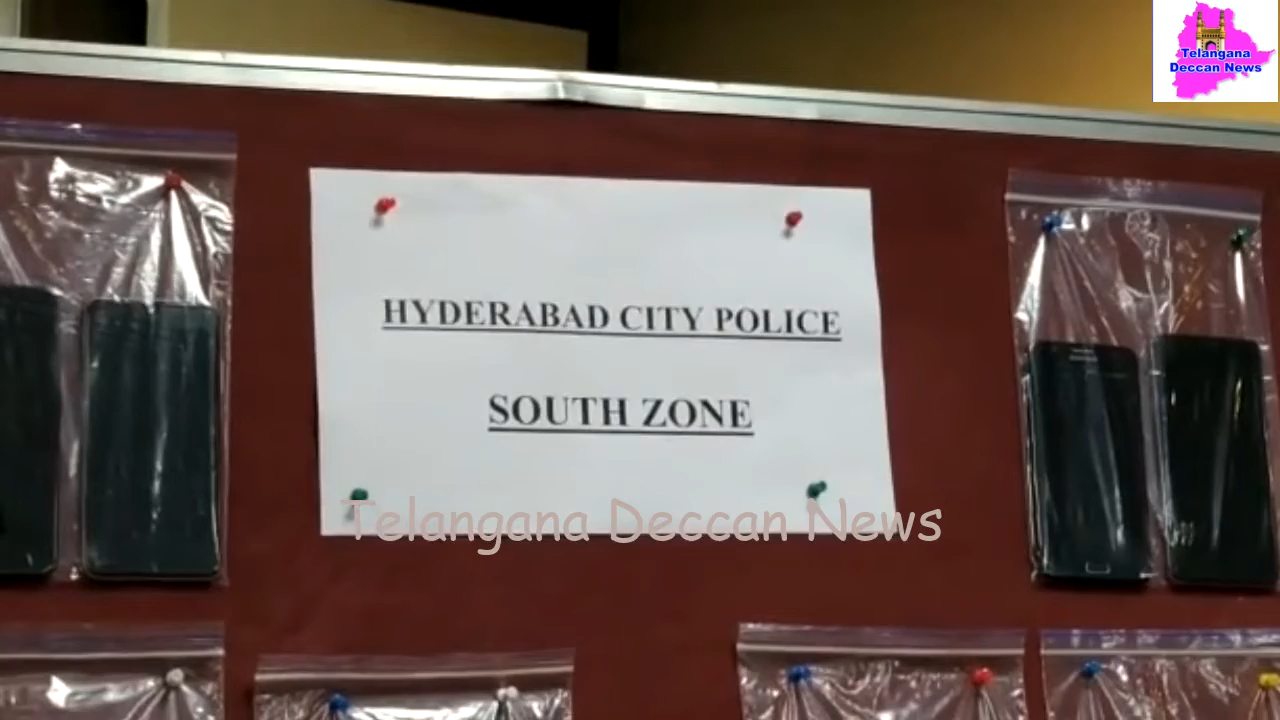 Telangana
Deccan News
HYDERABAD CITY POLICE
SOUTH ZONE
Telangana Deccan News